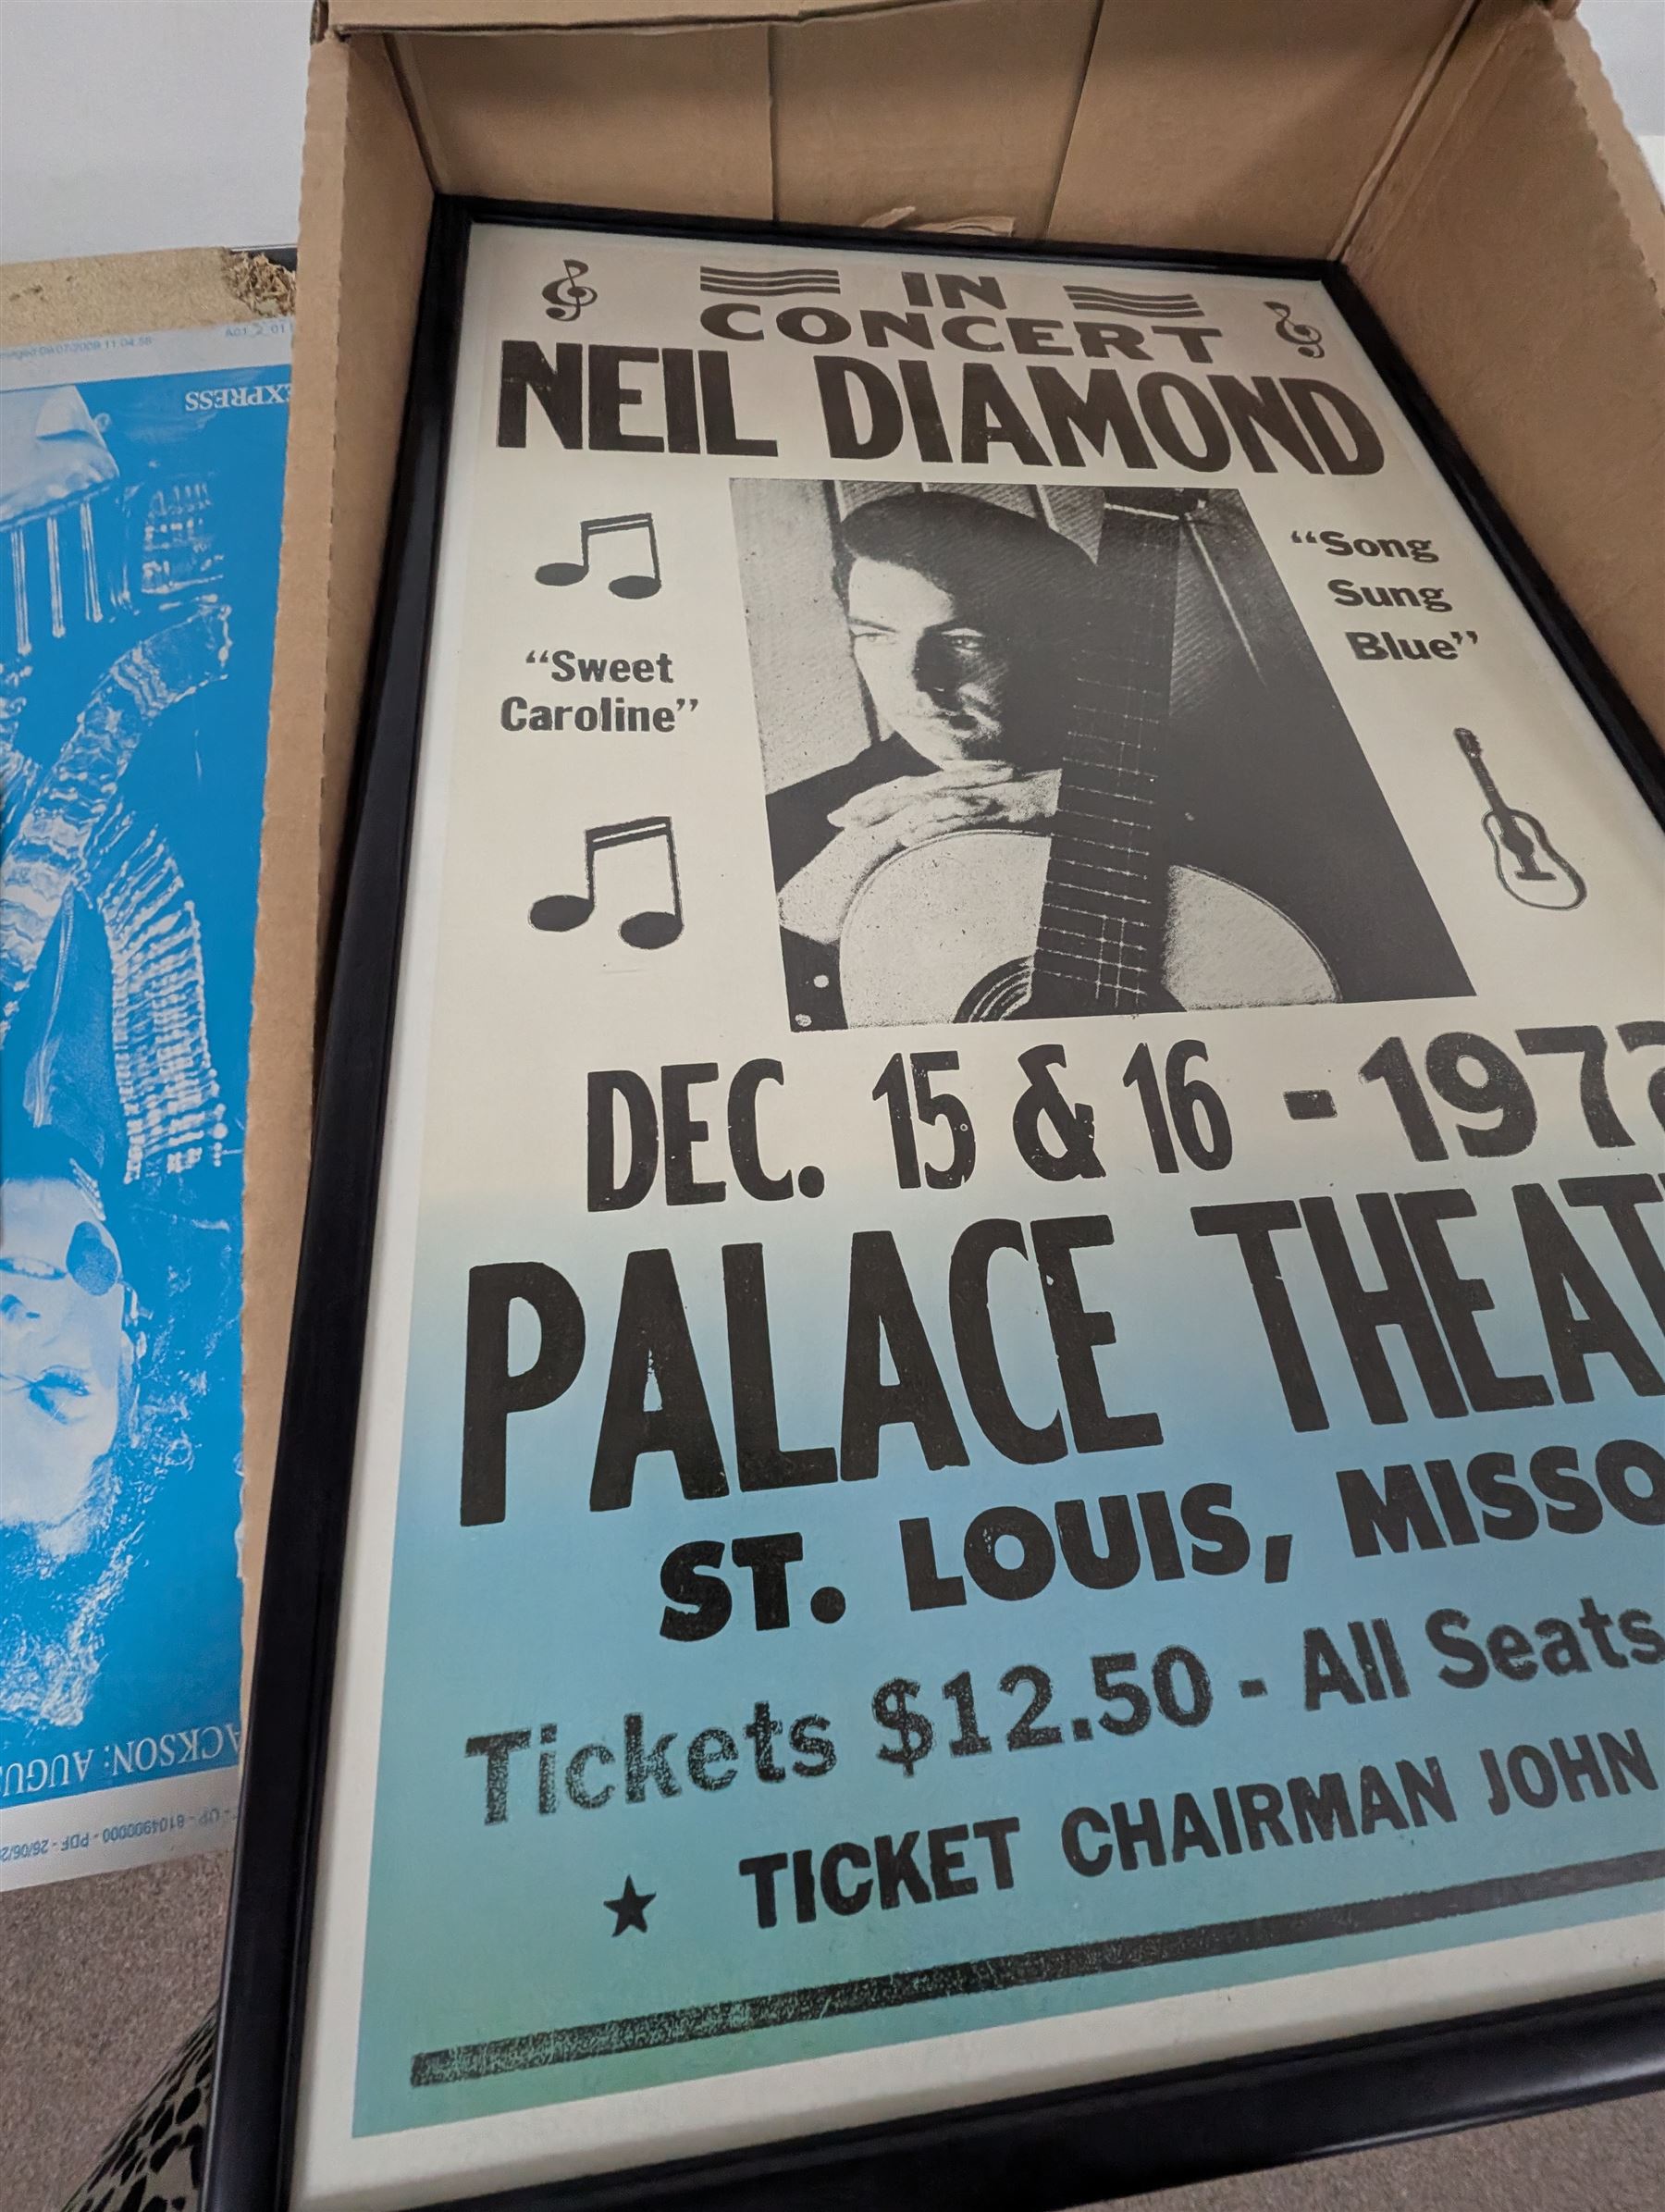 IN
CONCERT
NEIL DIAMOND
"Song
Sung
Blue"
"Sweet
Caroline"
DEC. 15 & 16 - 197
PALACE THEAT
ST. LOUIS, MISSO
Tickets $12.50 - All Seats
★ TICKET CHAIRMAN JOHN
EXPRESS
ACKSON: AUGU